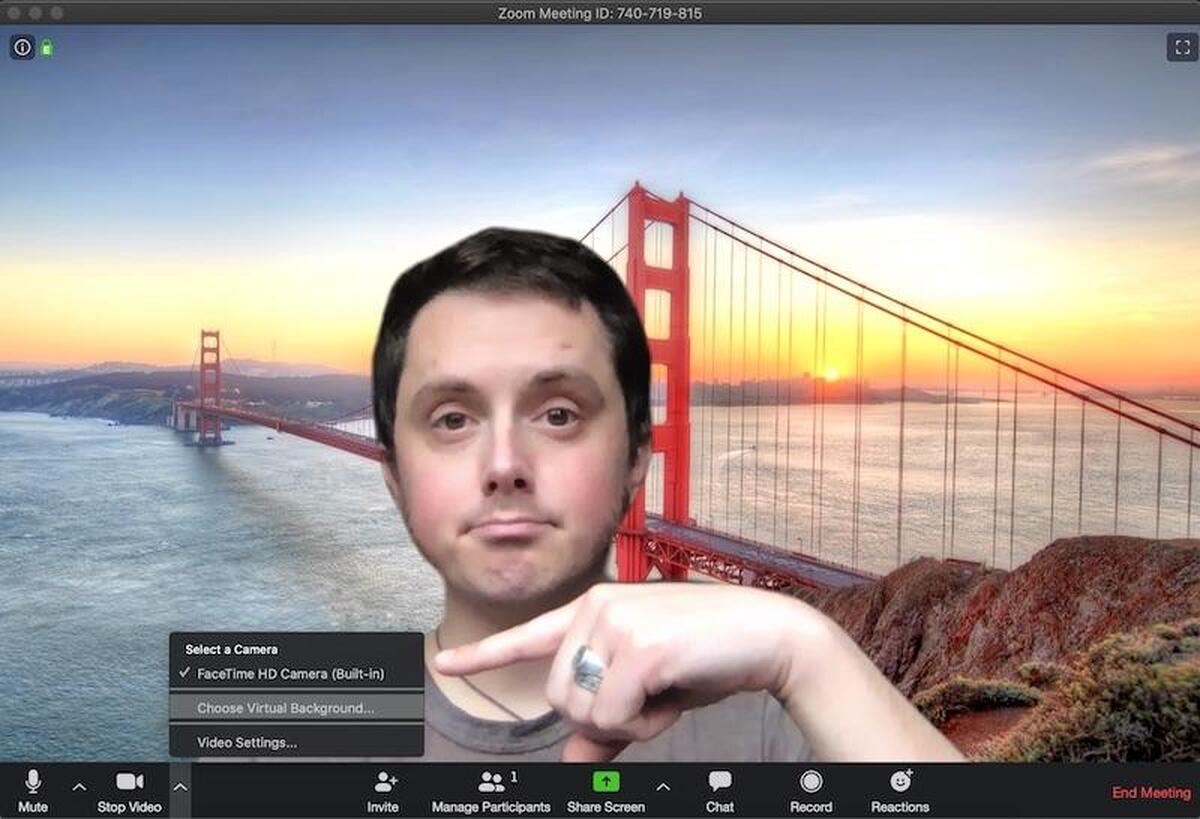 Zoom Meeting ID: 740-719-815
Select a Camera
✓ FaceTime HD Camera (Built-in)
Choose Virtual Background...
Video Settings...
1
Mute
Stop Video
Invite
Manage Participants
Share Screen
Chat
Record
Reactions
End Meeting